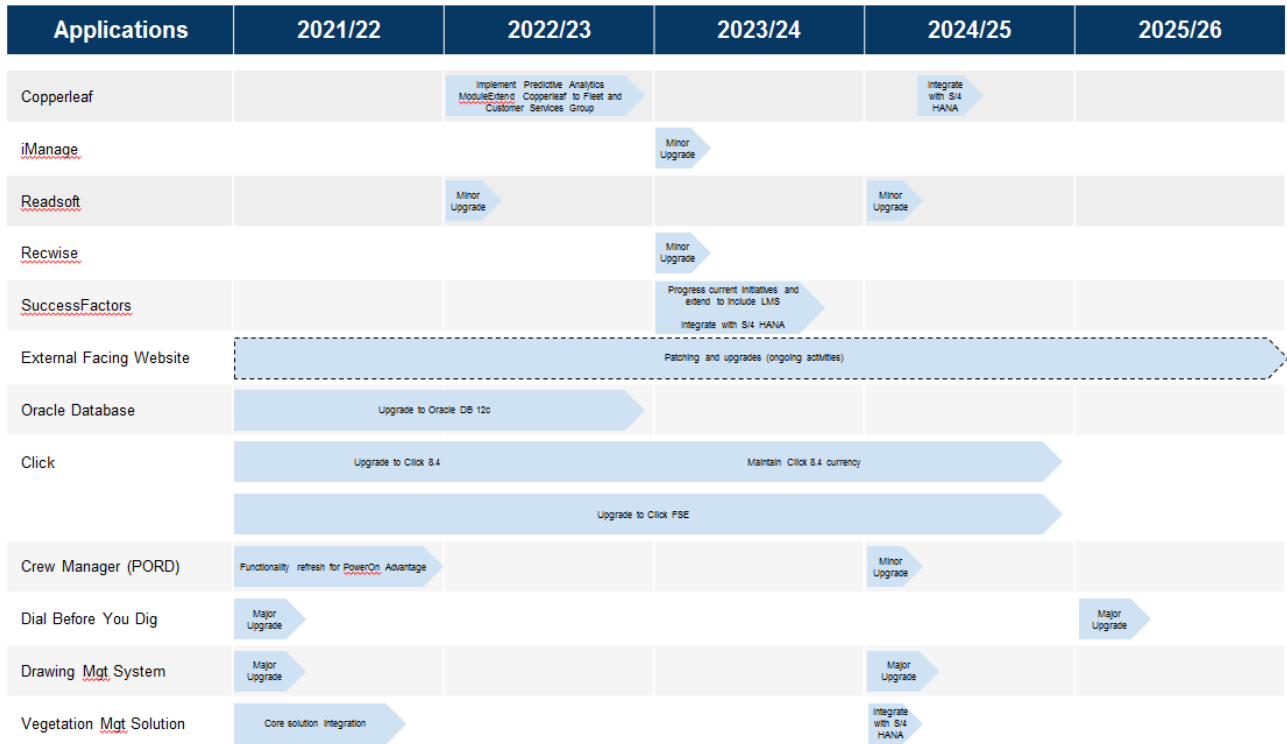 Applications 2021/22 2022/23 2023/24 2024/25 2025/26
Copperleaf
Implement Predictive Analytics
ModuleExtend Copperleaf to Fleet and
Customer Services Group
Integrate
with S/4
HANA
iManage
Minor
Upgrade
Readsoft
Minor
Upgrade
Minor
Upgrade
Recwise
Minor
Upgrade
SuccessFactors
Progress current initiatives and
extend to include LMS
Integrate with S/4 HANA
External Facing Website
Patching and upgrades (ongoing activities)
Oracle Database
Upgrade to Oracle DB 12c
Click
Upgrade to Click 8.4
Maintain Click 8.4 currency
Upgrade to Click FSE
Crew Manager (PORD)
Functionality refresh for PowerOn Advantage
Minor
Upgrade
Dial Before You Dig
Major
Upgrade
Major
Upgrade
Drawing Mgt System
Major
Upgrade
Major
Upgrade
Vegetation Mgt Solution
Core solution integration
Integrate
with S/4
HANA